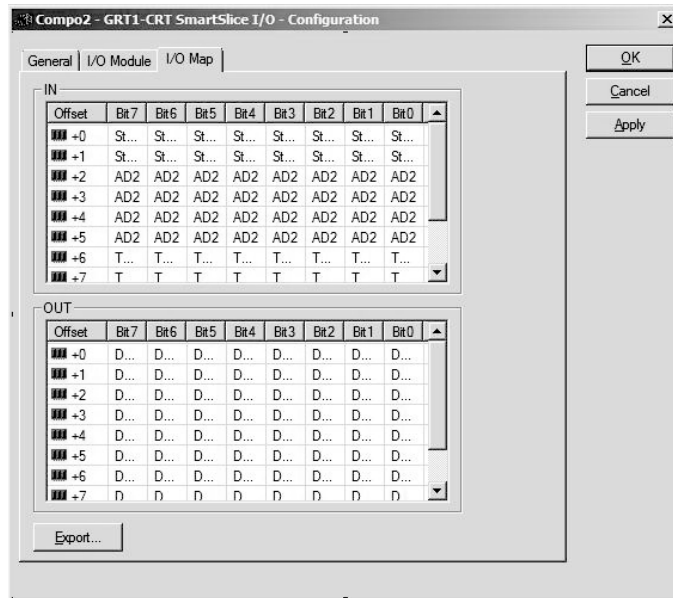 Compo2 - GRT1-CRT SmartSlice I/O - Configuration
General I/O Module I/O Map
OK
Cancel
Apply
IN
Offset Bit7 Bit6 Bit5 Bit4 Bit3 Bit2 Bit1 Bit0
+0 St... St... St... St... St... St... St... St...
+1 St... St... St... St... St... St... St... St...
+2 AD2 AD2 AD2 AD2 AD2 AD2 AD2 AD2
+3 AD2 AD2 AD2 AD2 AD2 AD2 AD2 AD2
+4 AD2 AD2 AD2 AD2 AD2 AD2 AD2 AD2
+5 AD2 AD2 AD2 AD2 AD2 AD2 AD2 AD2
+6 T... T... T... T... T... T... T... T...
+7 T T T T T T T T
OUT
Offset Bit7 Bit6 Bit5 Bit4 Bit3 Bit2 Bit1 Bit0
+0 D... D... D... D... D... D... D... D...
+1 D... D... D... D... D... D... D... D...
+2 D... D... D... D... D... D... D... D...
+3 D... D... D... D... D... D... D... D...
+4 D... D... D... D... D... D... D... D...
+5 D... D... D... D... D... D... D... D...
+6 D... D... D... D... D... D... D... D...
+7 D D D D D D D D
Export...